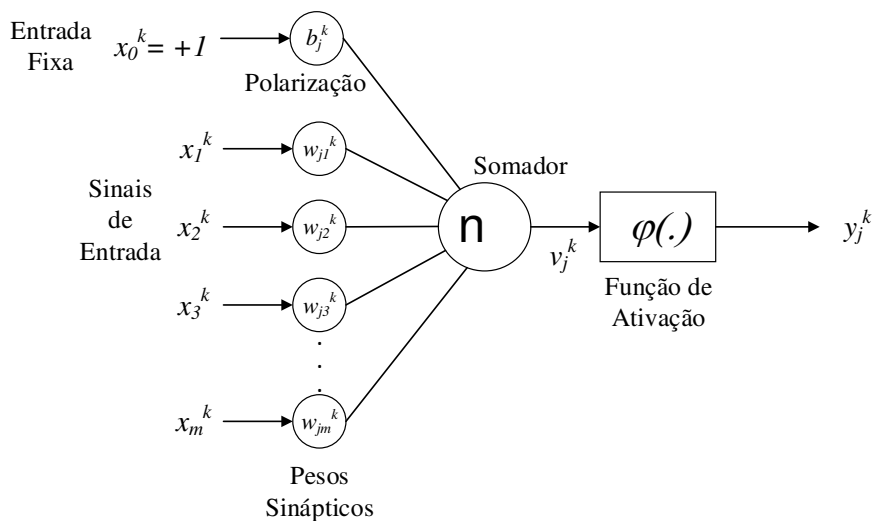 Entrada
Fixa
x₀ᵏ = +1
bⱼᵏ
Polarização
x₁ᵏ
wⱼ₁ᵏ
Sinais
de
Entrada
x₂ᵏ
wⱼ₂ᵏ
x₃ᵏ
wⱼ₃ᵏ
xₘᵏ
wⱼₘᵏ
Pesos
Sinápticos
Somador
n
vⱼᵏ
φ(.)
Função de
Ativação
yⱼᵏ